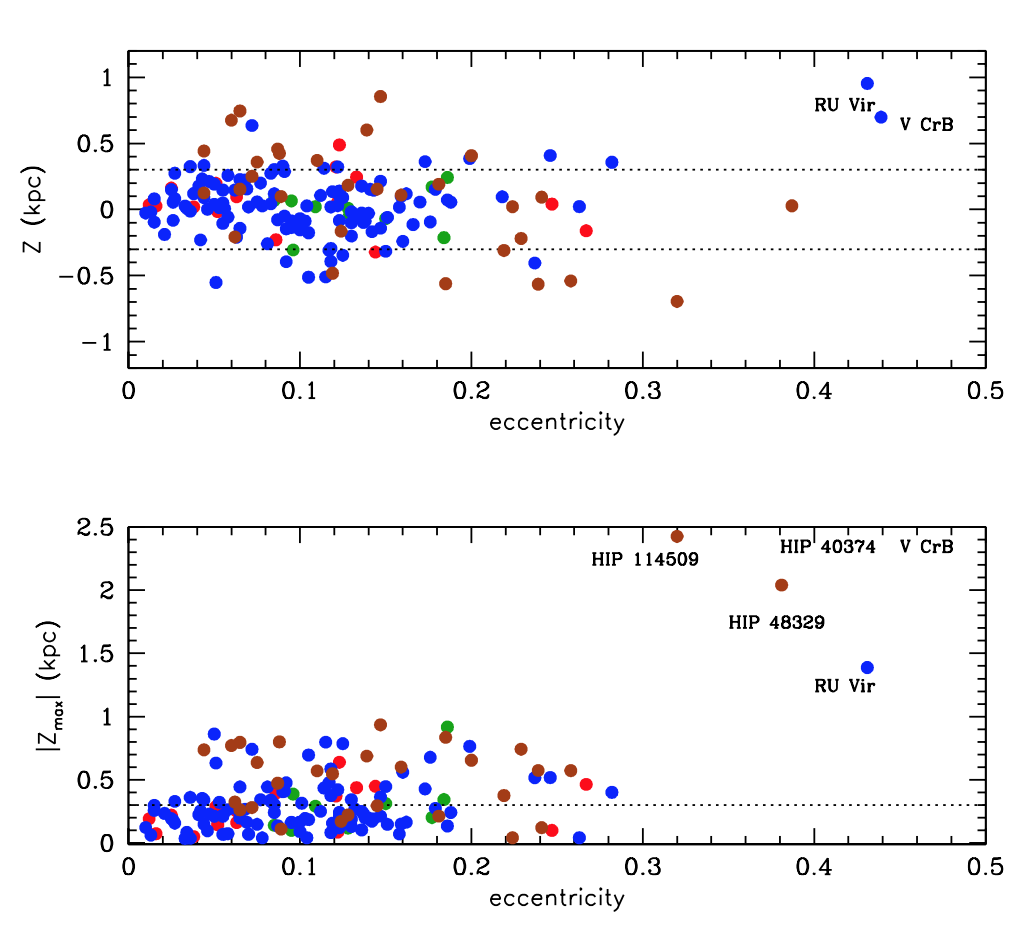 1
0.5
0
−0.5
−1
Z (kpc)
RU Vir
V CrB
0 0.1 0.2 0.3 0.4 0.5
eccentricity
2.5
2
1.5
1
0.5
0
|Zmax| (kpc)
HIP 114509
HIP 40374 V CrB
HIP 48329
RU Vir
0 0.1 0.2 0.3 0.4 0.5
eccentricity